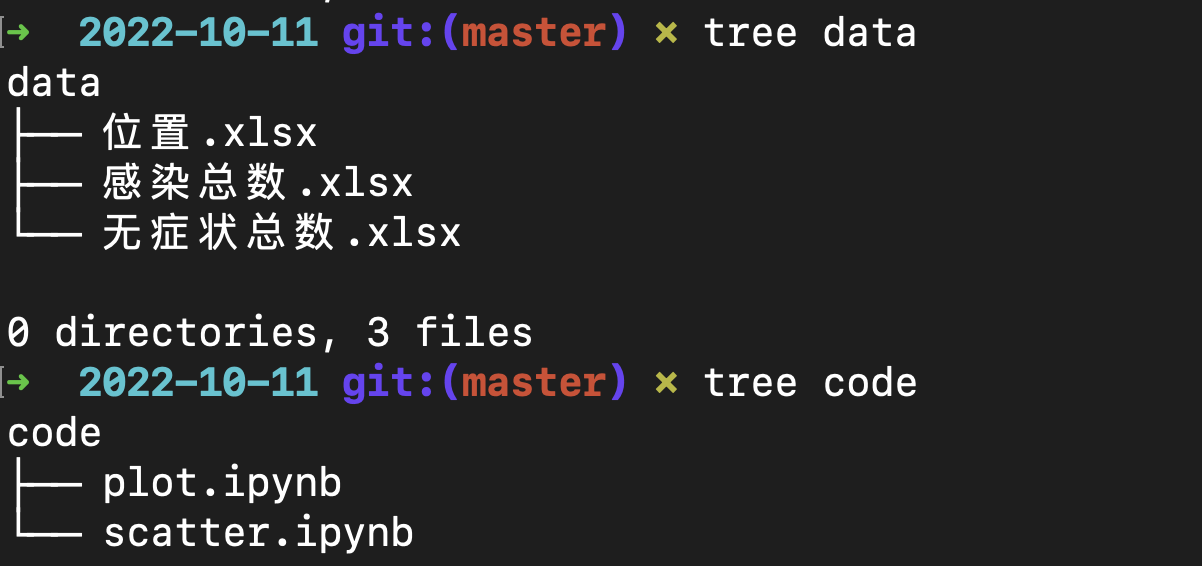 ➜  2022-10-11 git:(master) ✗ tree data
data
├── 位置.xlsx
├── 感染总数.xlsx
└── 无症状总数.xlsx
0 directories, 3 files
➜  2022-10-11 git:(master) ✗ tree code
code
├── plot.ipynb
└── scatter.ipynb